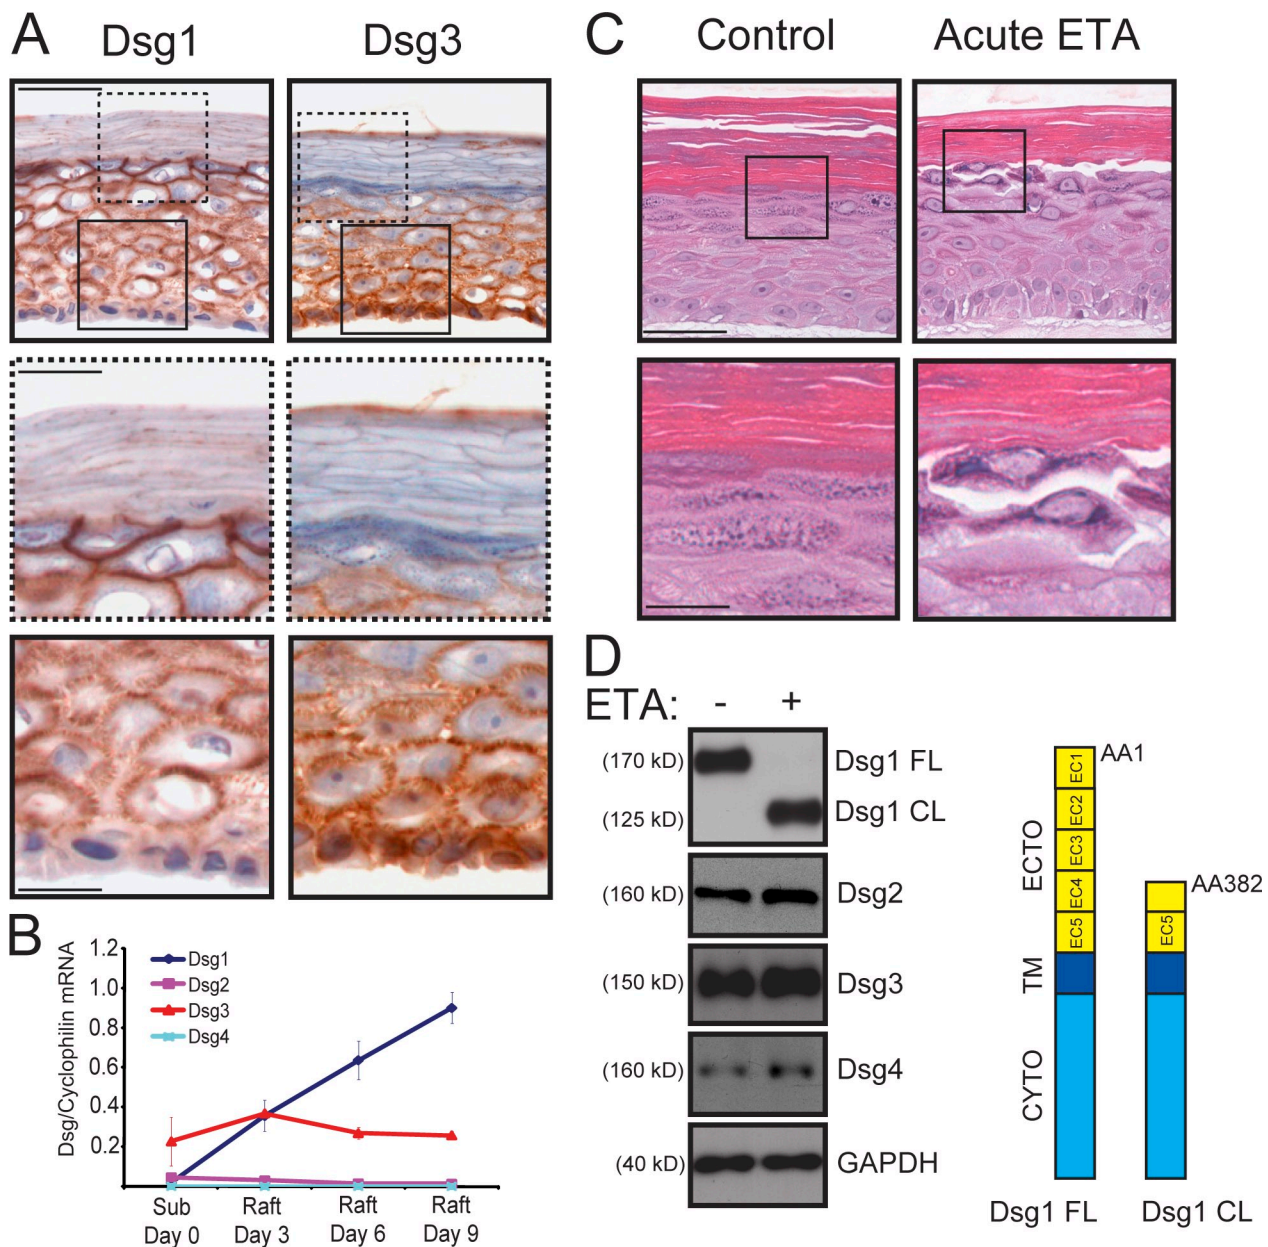 A
Dsg1
Dsg3
B
Dsg/Cyclophilin mRNA
1.2
1.0
0.8
0.6
0.4
0.2
Dsg1
Dsg2
Dsg3
Dsg4
Sub Day 0
Raft Day 3
Raft Day 6
Raft Day 9
C
Control
Acute ETA
D
ETA: - +
(170 kD) Dsg1 FL
(125 kD) Dsg1 CL
(160 kD) Dsg2
(150 kD) Dsg3
(160 kD) Dsg4
(40 kD) GAPDH
ECTO
TM
CYTO
EC1
EC2
EC3
EC4
EC5
AA1
Dsg1 FL
AA382
EC5
Dsg1 CL